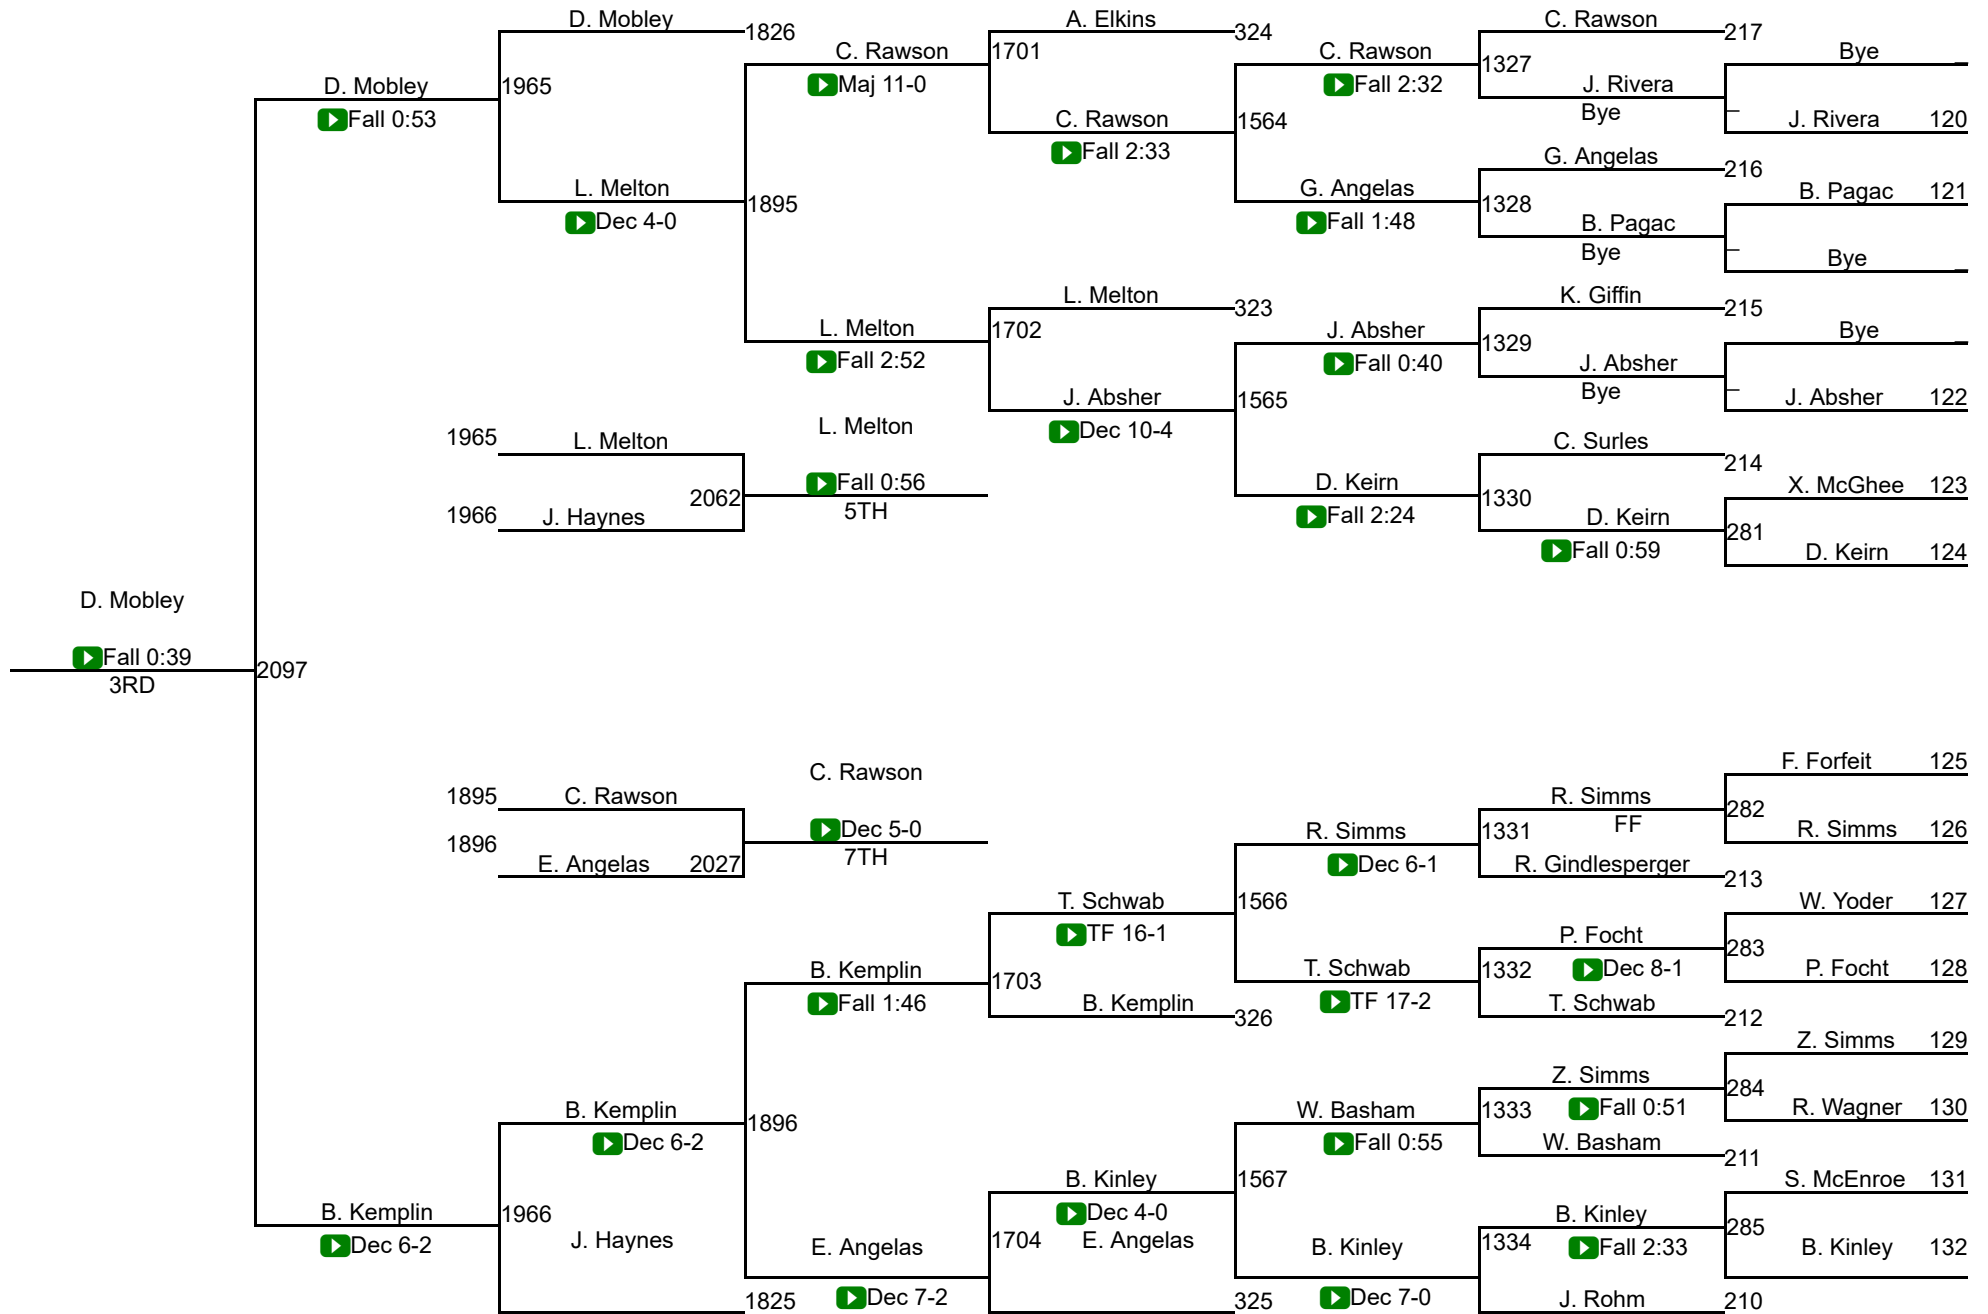 D. Mobley
A. Elkins
C. Rawson
1826
324
217
C. Rawson
1701
C. Rawson
Bye
D. Mobley
1965
Maj 11-0
Fall 2:32
1327
J. Rivera
Fall 0:53
C. Rawson
1564
Bye
J. Rivera 120
Fall 2:33
G. Angelas
216
L. Melton
1895
G. Angelas
1328
B. Pagac 121
Dec 4-0
Fall 1:48
B. Pagac
Bye
Bye
L. Melton
323
K. Giffin
215
L. Melton
1702
J. Absher
1329
Bye
Fall 2:52
Fall 0:40
J. Absher
J. Absher
1565
Bye
J. Absher 122
L. Melton
Dec 10-4
1965
L. Melton
C. Surles
214
Fall 0:56
D. Keirn
1330
X. McGhee 123
1966
J. Haynes
2062
5TH
Fall 2:24
D. Keirn
281
Fall 0:59
D. Keirn 124
D. Mobley
Fall 0:39
2097
3RD
C. Rawson
F. Forfeit 125
1895
C. Rawson
R. Simms
282
Dec 5-0
R. Simms
1331
FF
R. Simms 126
1896
E. Angelas
2027
7TH
Dec 6-1
R. Gindlesperger
213
T. Schwab
1566
W. Yoder 127
TF 16-1
P. Focht
283
B. Kemplin
1703
T. Schwab
1332
Dec 8-1
P. Focht 128
Fall 1:46
B. Kemplin
326
TF 17-2
T. Schwab
212
Z. Simms 129
Z. Simms
284
B. Kemplin
1896
W. Basham
1333
Fall 0:51
R. Wagner 130
Dec 6-2
Fall 0:55
W. Basham
211
B. Kinley
1567
S. McEnroe 131
B. Kemplin
1966
Dec 4-0
B. Kinley
285
Dec 6-2
J. Haynes
E. Angelas
1704
E. Angelas
B. Kinley
1334
Fall 2:33
B. Kinley 132
1825
Dec 7-2
325
Dec 7-0
J. Rohm
210